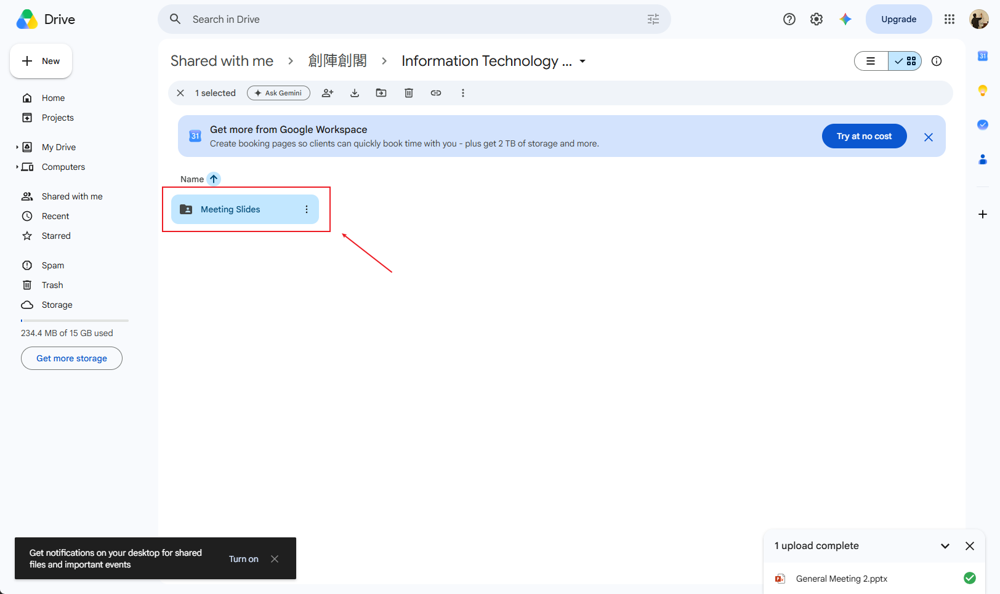 Drive
Search in Drive
Upgrade
New
Shared with me > 創陣創閣 > Information Technology ...
1 selected
Ask Gemini
Home
Projects
My Drive
Computers
Shared with me
Recent
Starred
Spam
Trash
Storage
234.4 MB of 15 GB used
Get more storage
31
Get more from Google Workspace
Create booking pages so clients can quickly book time with you - plus get 2 TB of storage and more.
Try at no cost
Name
Meeting Slides
31
Get notifications on your desktop for shared
files and important events
Turn on
1 upload complete
General Meeting 2.pptx